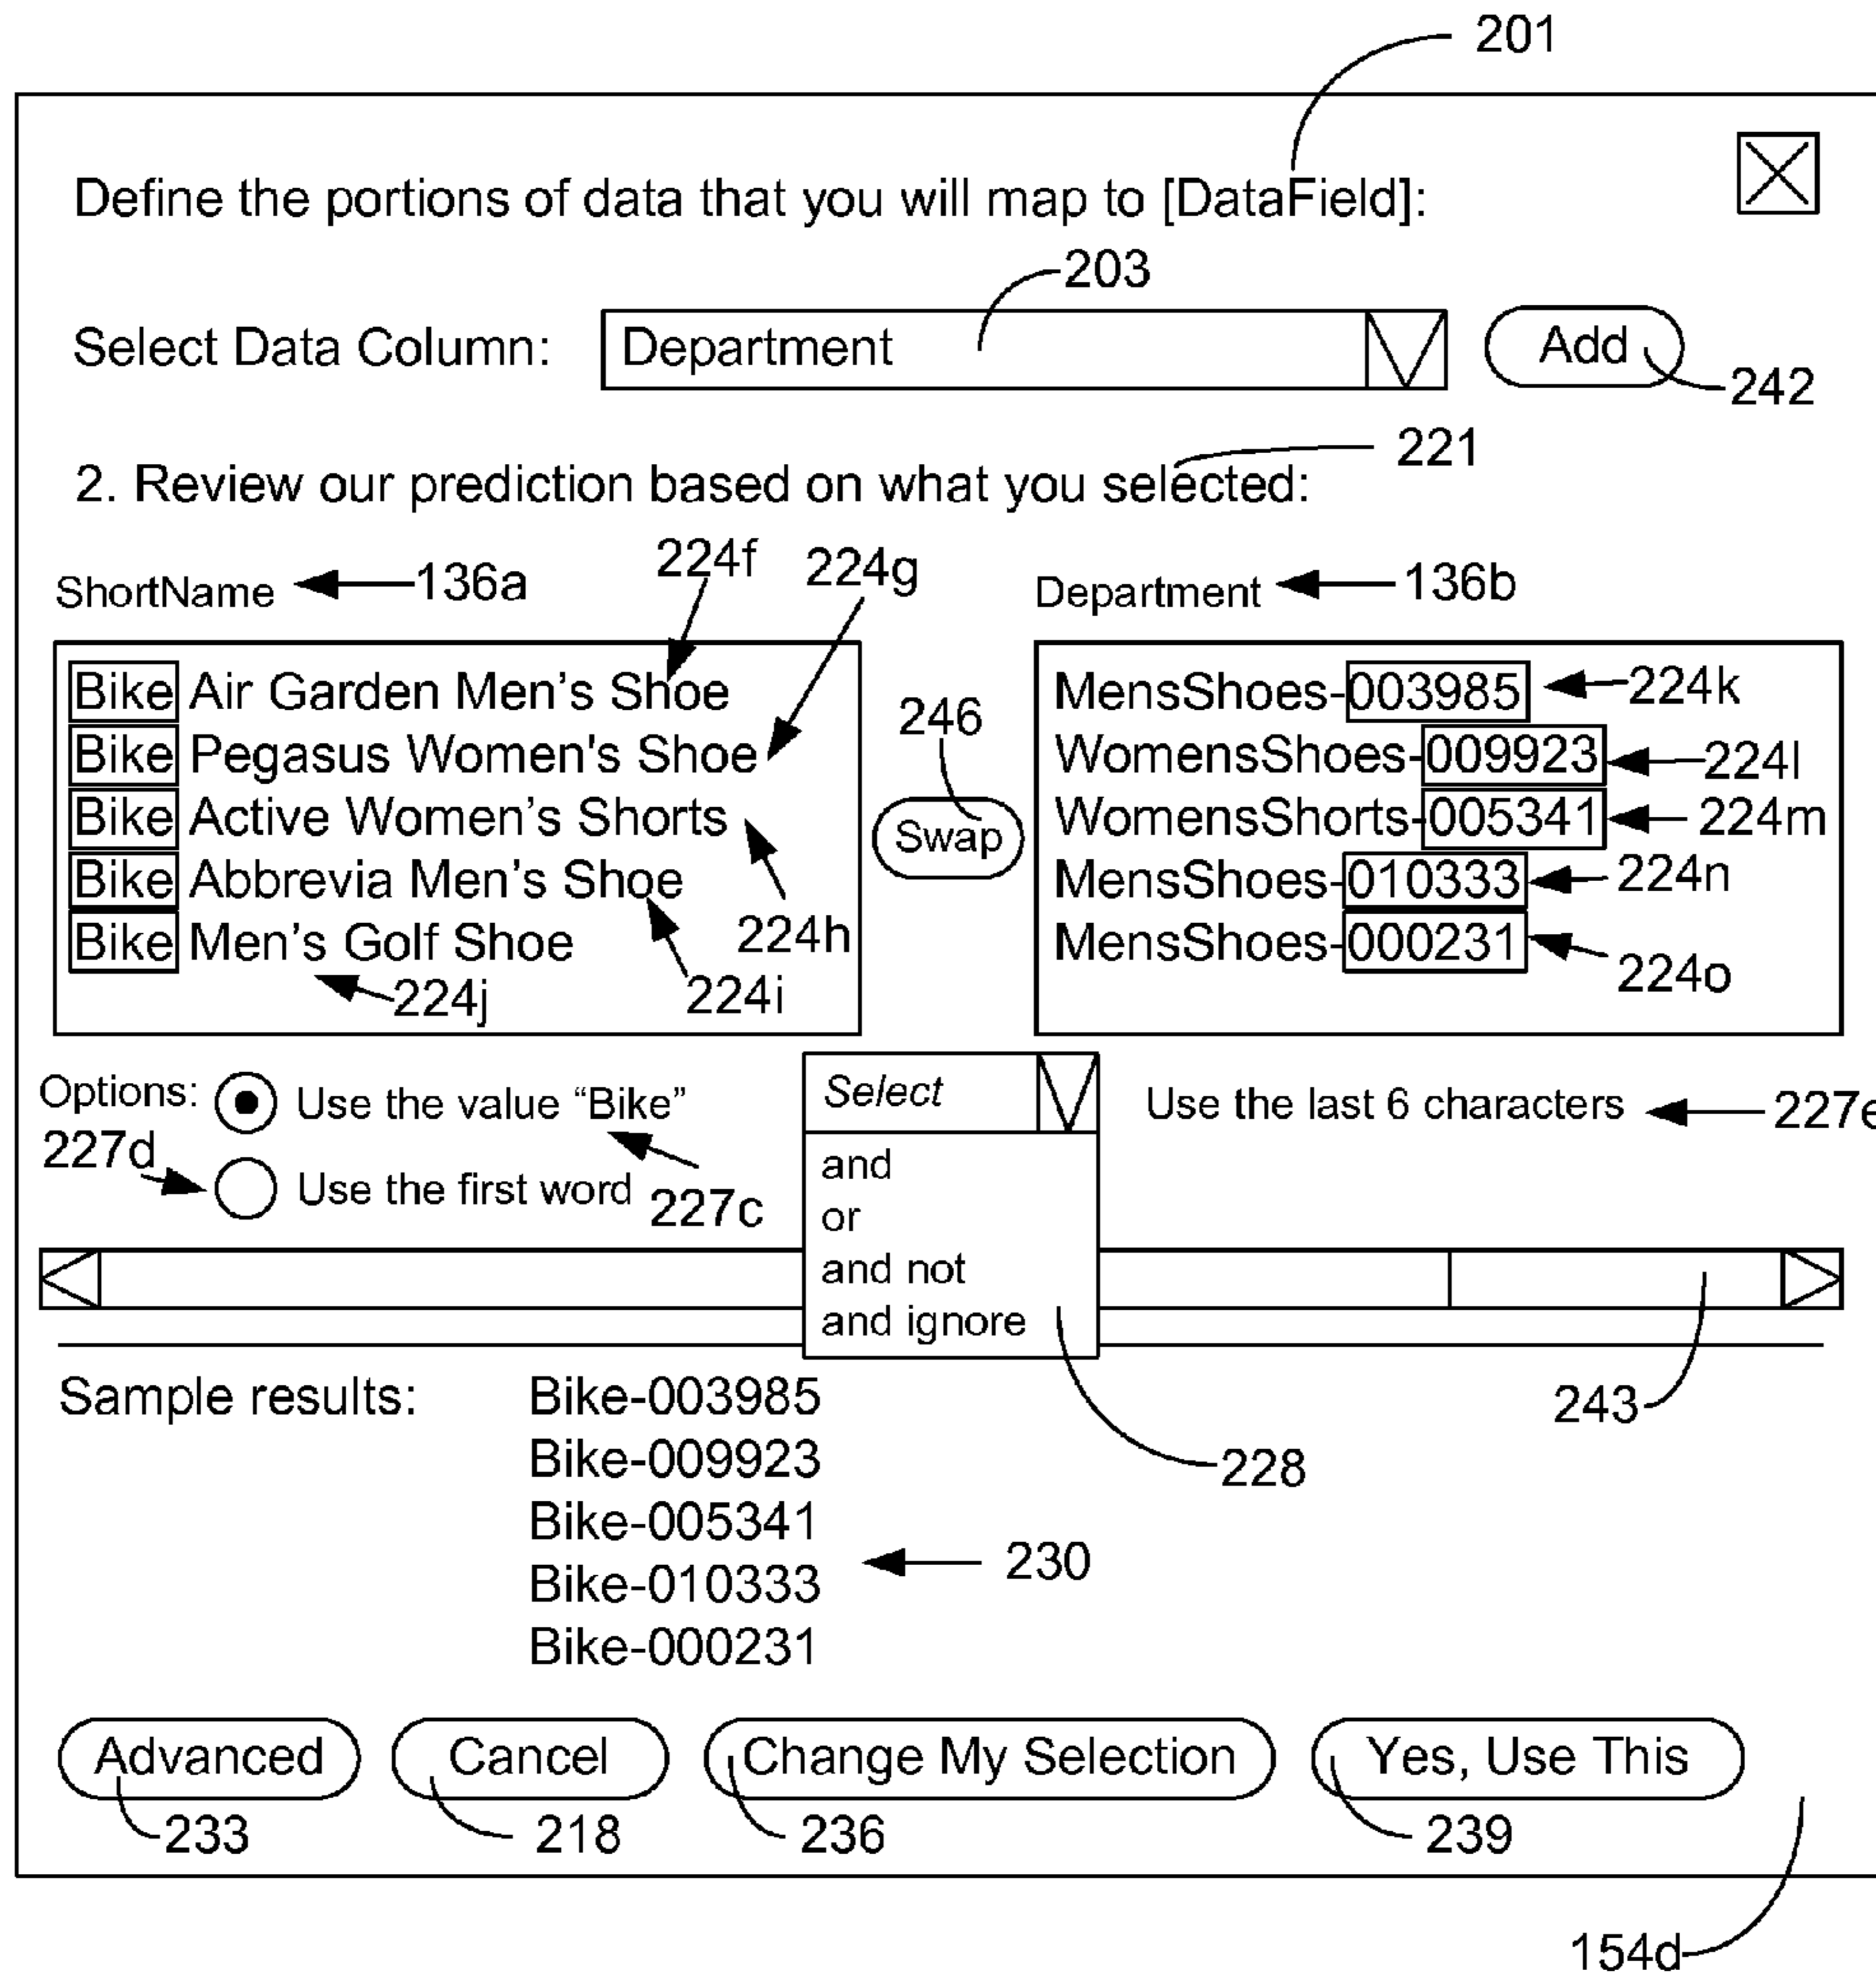 201
Define the portions of data that you will map to [DataField]:
203
Select Data Column: Department Add
242
221
2. Review our prediction based on what you selected:
ShortName 136a 224f 224g Department 136b
Bike Air Garden Men’s Shoe MensShoes-003985 224k
Bike Pegasus Women's Shoe 246 WomensShoes-009923 224l
Bike Active Women’s Shorts Swap WomensShorts-005341 224m
Bike Abbrevia Men’s Shoe MensShoes-010333 224n
Bike Men’s Golf Shoe 224h MensShoes-000231
224j 224i 224o
Options: Use the value “Bike” Select Use the last 6 characters 227e
227d and
Use the first word 227c or
and not
and ignore
Sample results: Bike-003985 243
Bike-009923 228
Bike-005341
Bike-010333 230
Bike-000231
Advanced Cancel Change My Selection Yes, Use This
233 218 236 239
154d